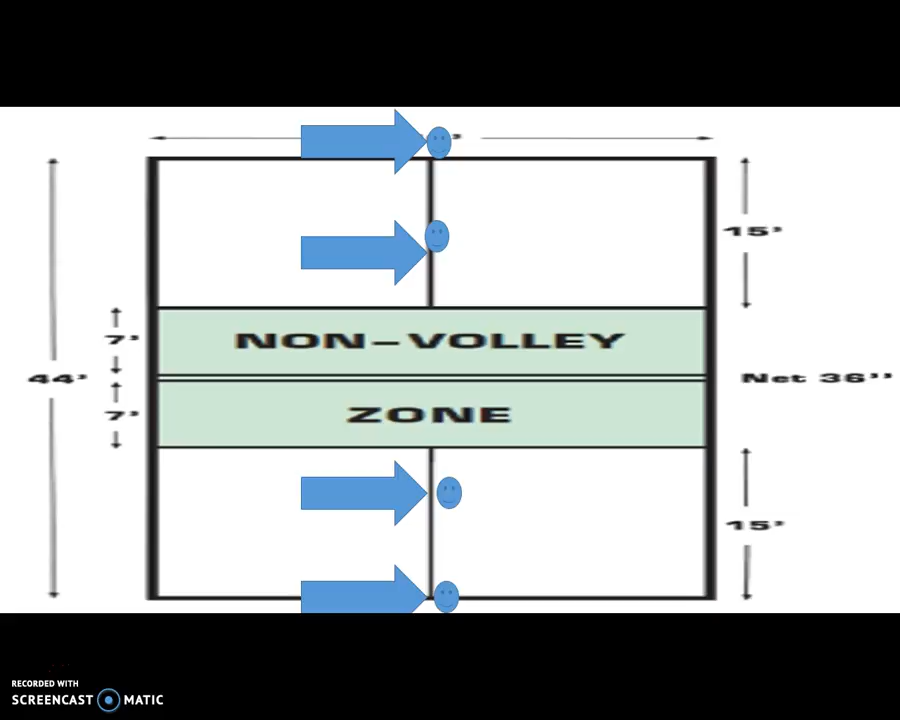 15'
NON-VOLLEY
7'
44'
Net 36''
7'
ZONE
15'
RECORDED WITH
SCREENCAST MATIC